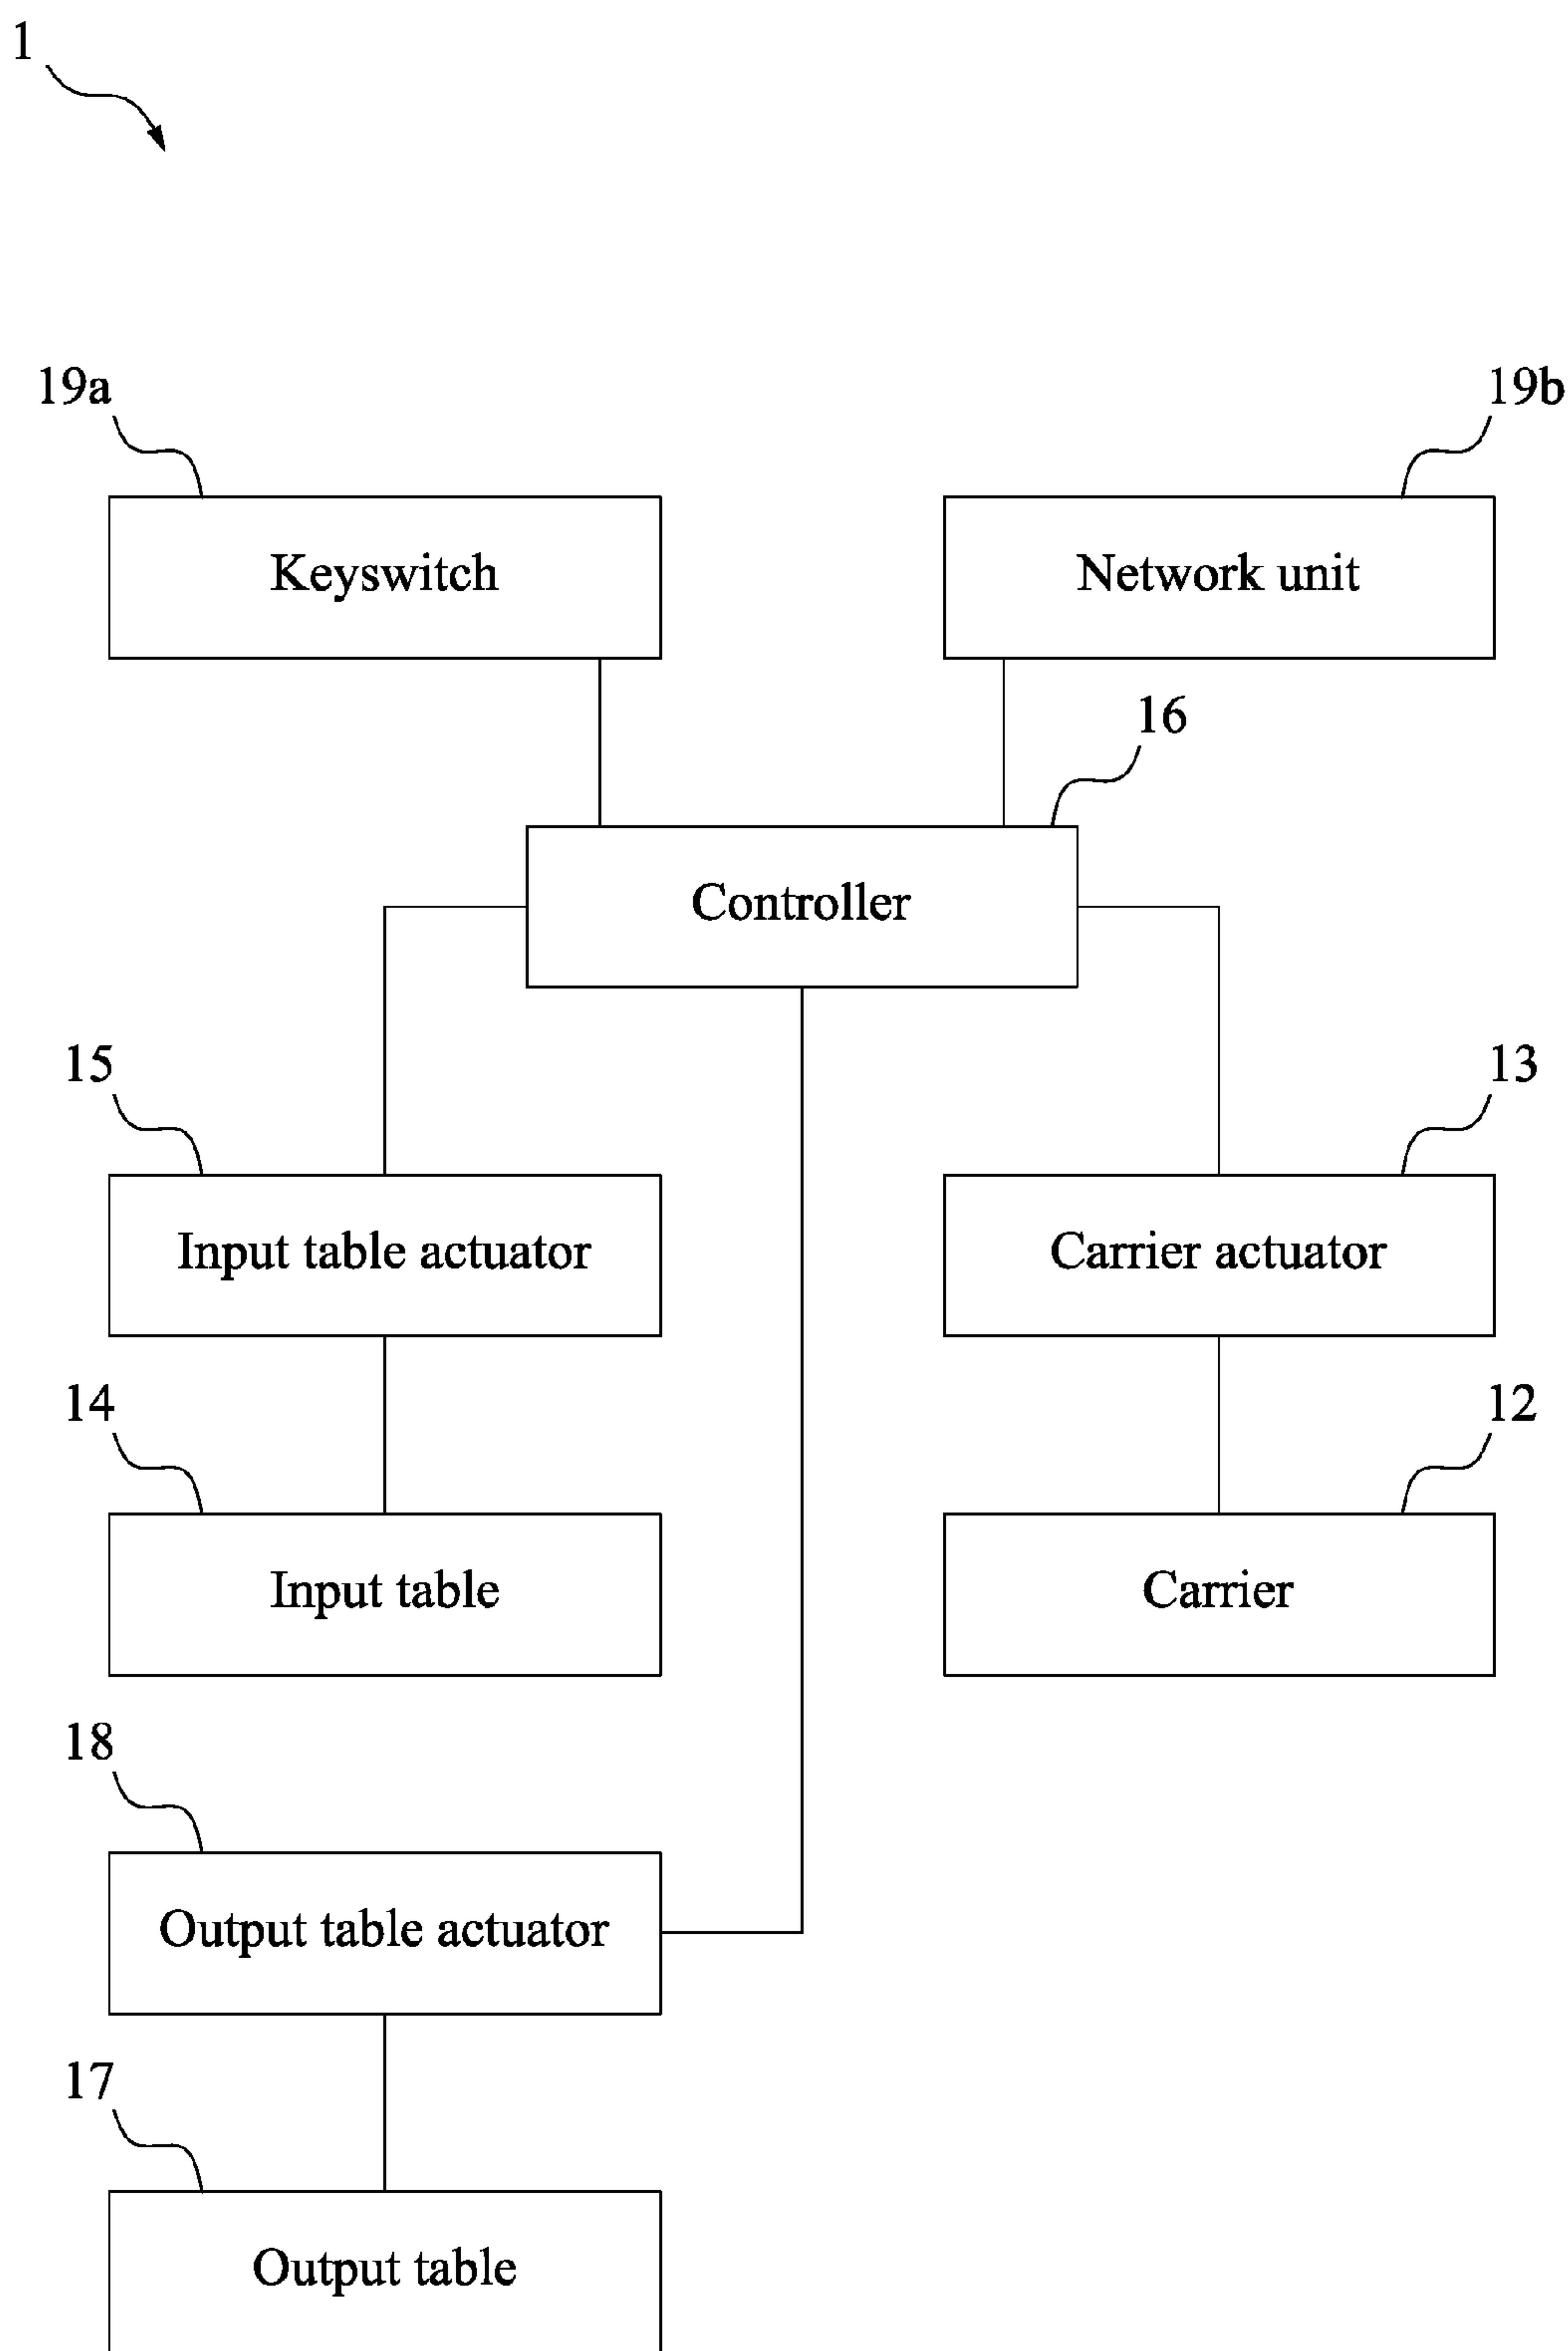 1
19a
19b
Keyswitch
Network unit
16
Controller
15
13
Input table actuator
Carrier actuator
14
12
Input table
Carrier
18
Output table actuator
17
Output table